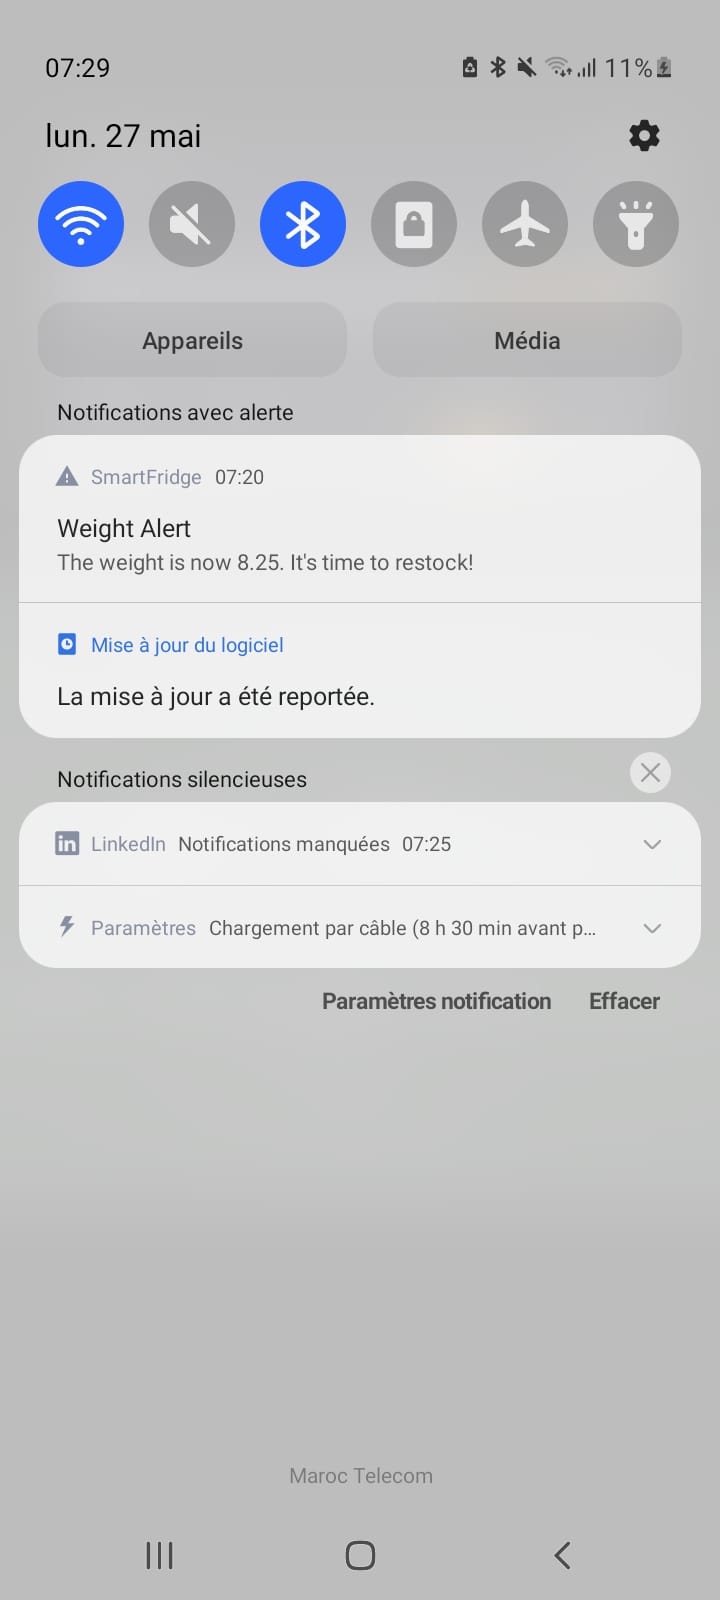 07:29
11%
lun. 27 mai
Appareils
Média
Notifications avec alerte
SmartFridge 07:20
Weight Alert
The weight is now 8.25. It's time to restock!
Mise à jour du logiciel
La mise à jour a été reportée.
Notifications silencieuses
in LinkedIn Notifications manquées 07:25
Paramètres Chargement par câble (8 h 30 min avant p...
Paramètres notification Effacer
Maroc Telecom